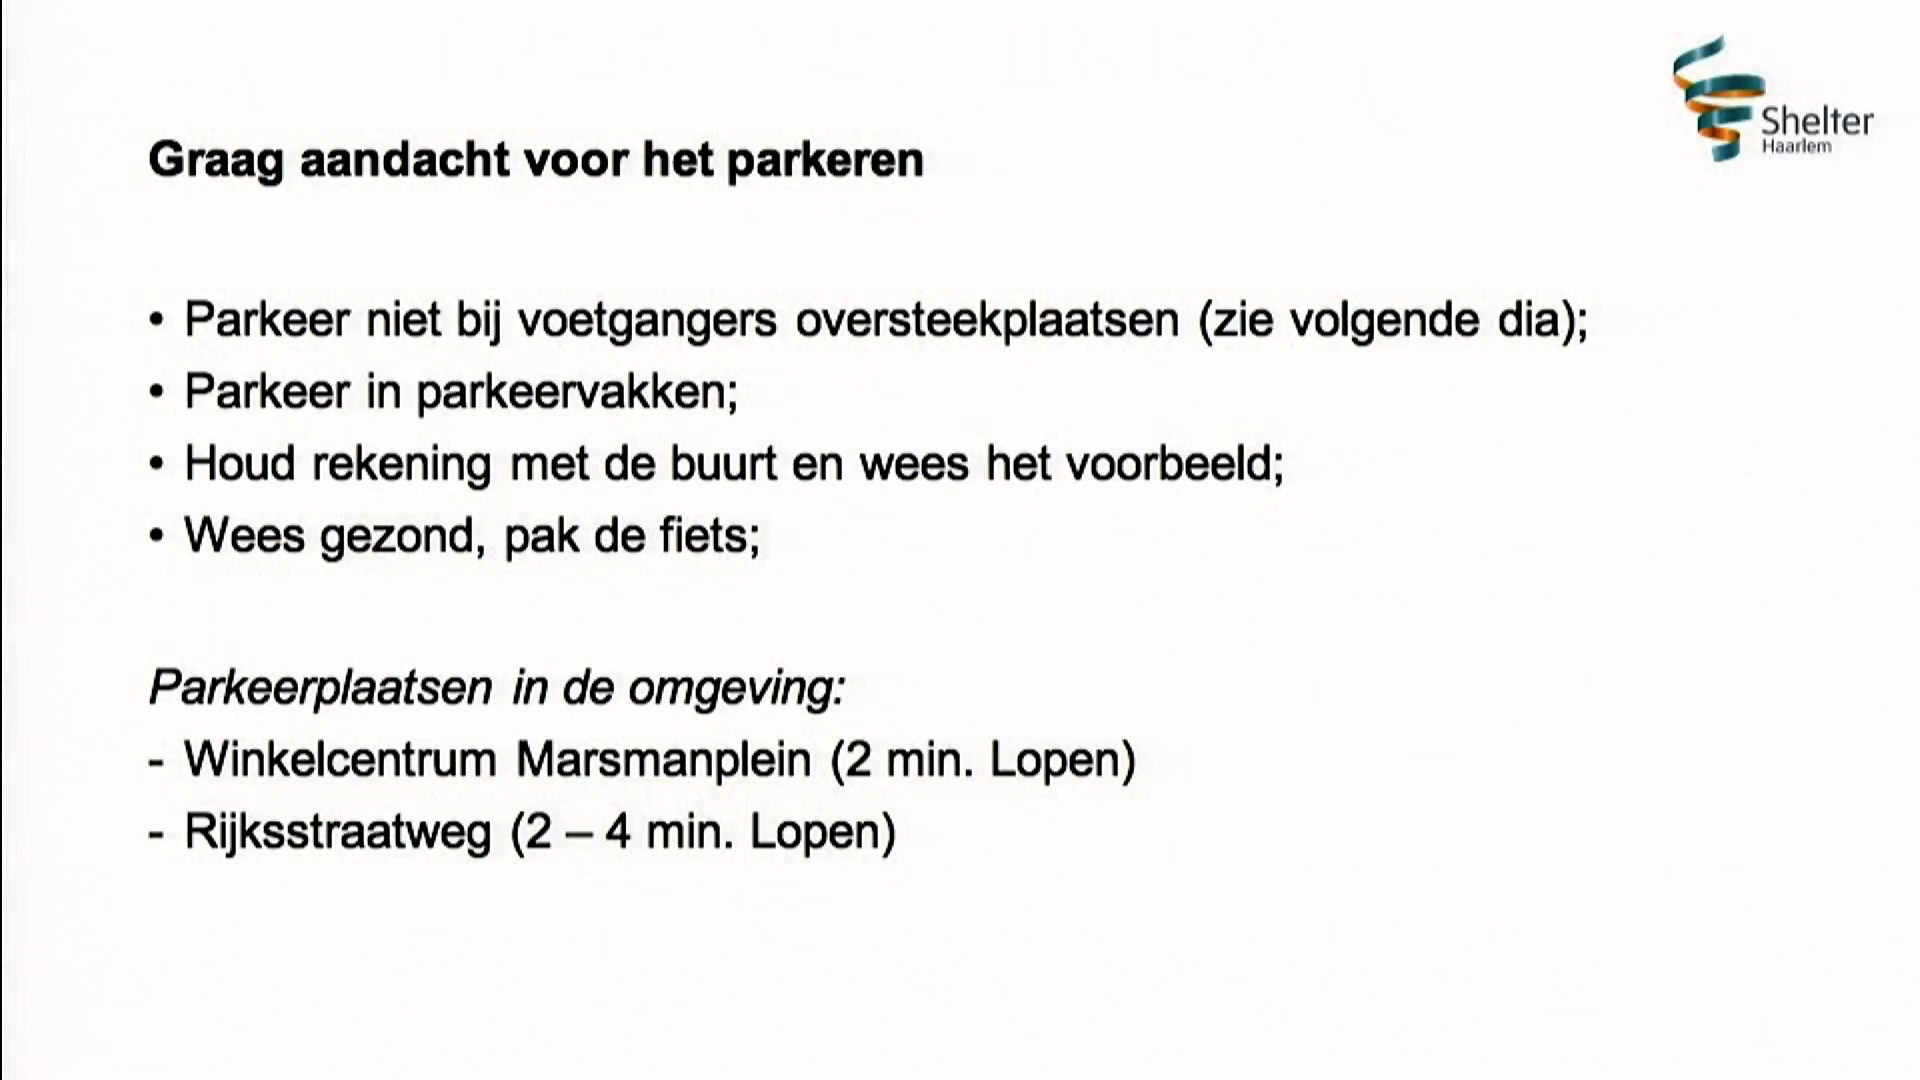 Shelter
Haarlem
Graag aandacht voor het parkeren
• Parkeer niet bij voetgangers oversteekplaatsen (zie volgende dia);
• Parkeer in parkeervakken;
• Houd rekening met de buurt en wees het voorbeeld;
• Wees gezond, pak de fiets;
Parkeerplaatsen in de omgeving:
- Winkelcentrum Marsmanplein (2 min. Lopen)
- Rijksstraatweg (2 – 4 min. Lopen)